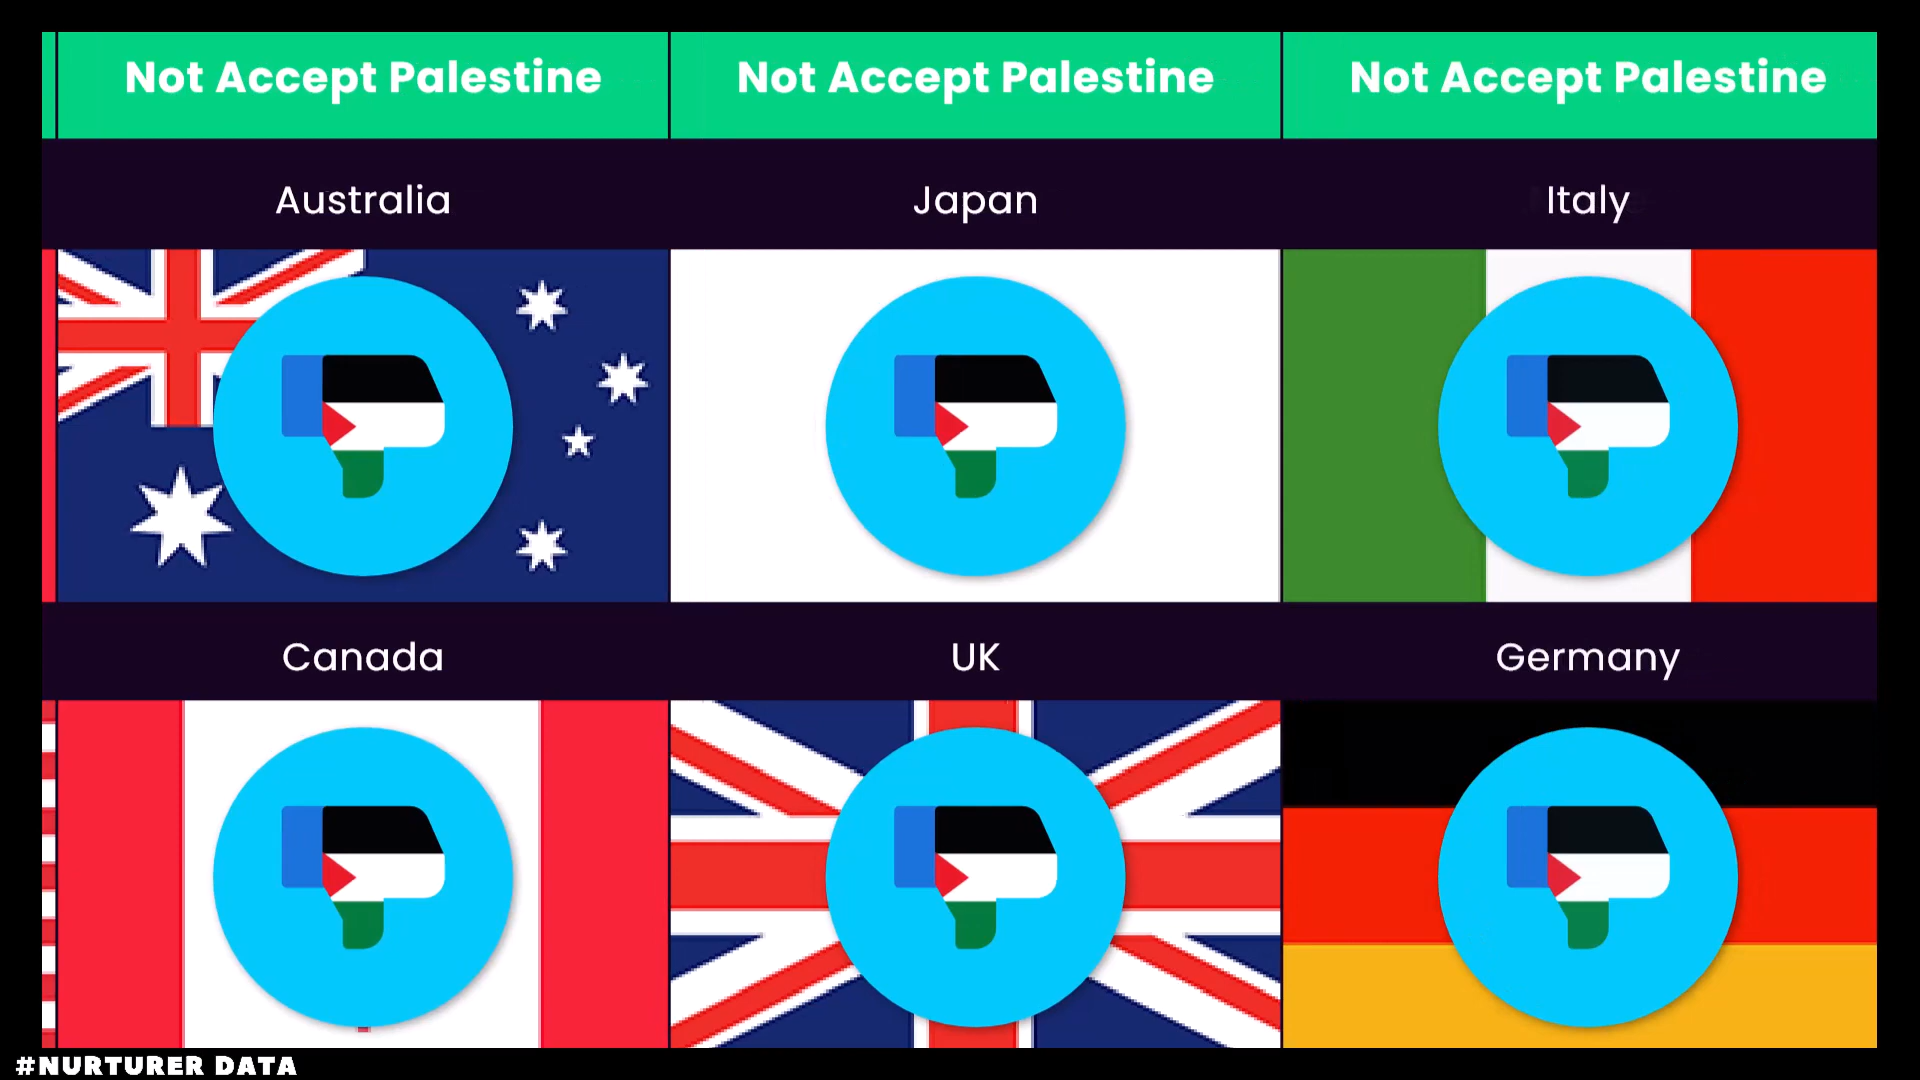 Not Accept Palestine Not Accept Palestine Not Accept Palestine
Australia Japan Italy
Canada UK Germany
#NURTURER DATA